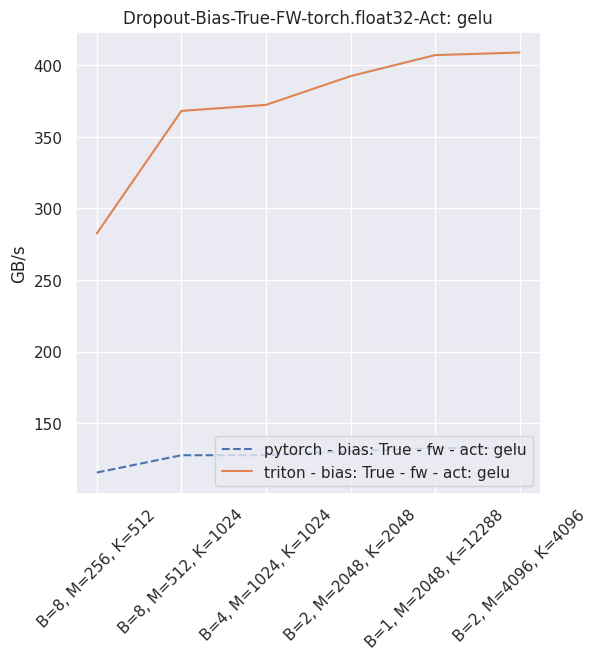 Dropout-Bias-True-FW-torch.float32-Act: gelu
GB/s
400
350
300
250
200
150
pytorch - bias: True - fw - act: gelu
triton - bias: True - fw - act: gelu
B=8, M=256, K=512
B=8, M=512, K=1024
B=4, M=1024, K=1024
B=2, M=2048, K=2048
B=1, M=2048, K=12288
B=2, M=4096, K=4096